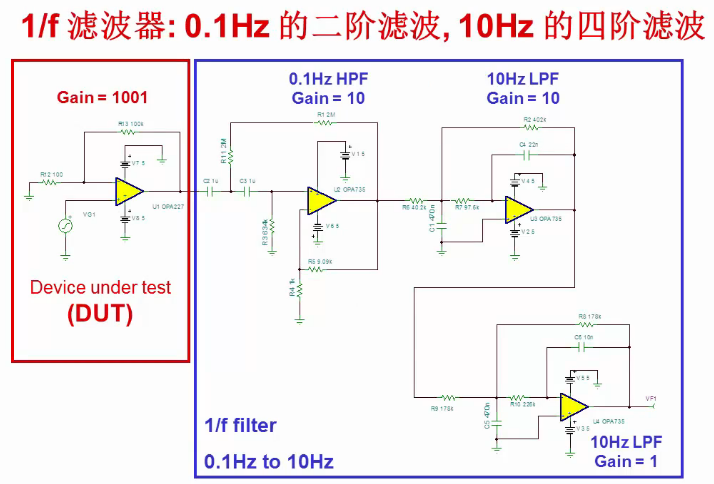 1/f 滤波器: 0.1Hz 的二阶滤波, 10Hz 的四阶滤波
Gain = 1001
R13 100k
R12 100
V7 5
U1 OPA227
V8 5
VG1
Device under test
(DUT)
0.1Hz HPF
Gain = 10
R1 2M
R11 2M
C2 1u
C3 1u
V1 5
U2 OPA735
R3 634k
V6 5
R5 9.09k
R4 1k
10Hz LPF
Gain = 10
R2 402k
C4 22n
V4 5
R6 40.2k
R7 97.6k
C1 470n
U3 OPA735
V2 5
R8 178k
C6 10n
V5 5
R9 178k
R10 226k
C5 470n
U4 OPA735
V3 5
VF1
10Hz LPF
Gain = 1
1/f filter
0.1Hz to 10Hz